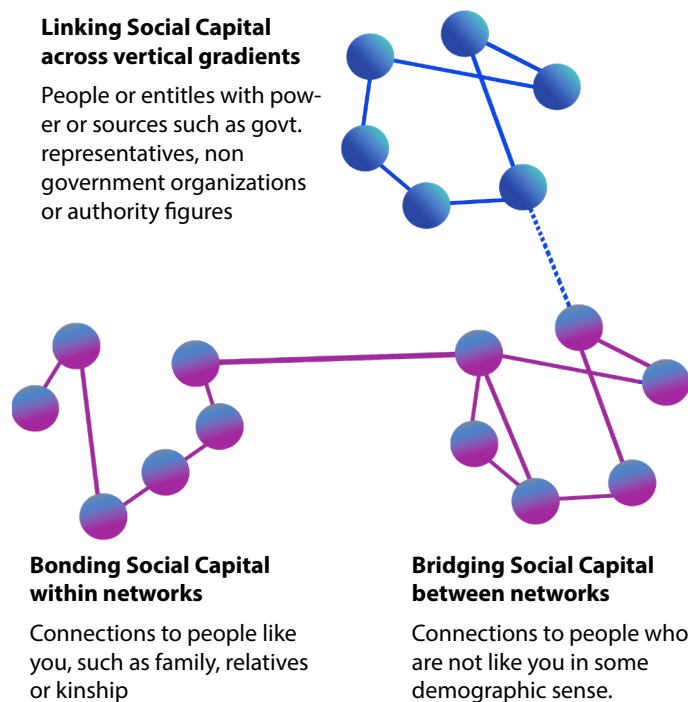 Linking Social Capital
across vertical gradients
People or entitles with pow-
er or sources such as govt.
representatives, non
government organizations
or authority figures
Bonding Social Capital
within networks
Connections to people like
you, such as family, relatives
or kinship
Bridging Social Capital
between networks
Connections to people who
are not like you in some
demographic sense.